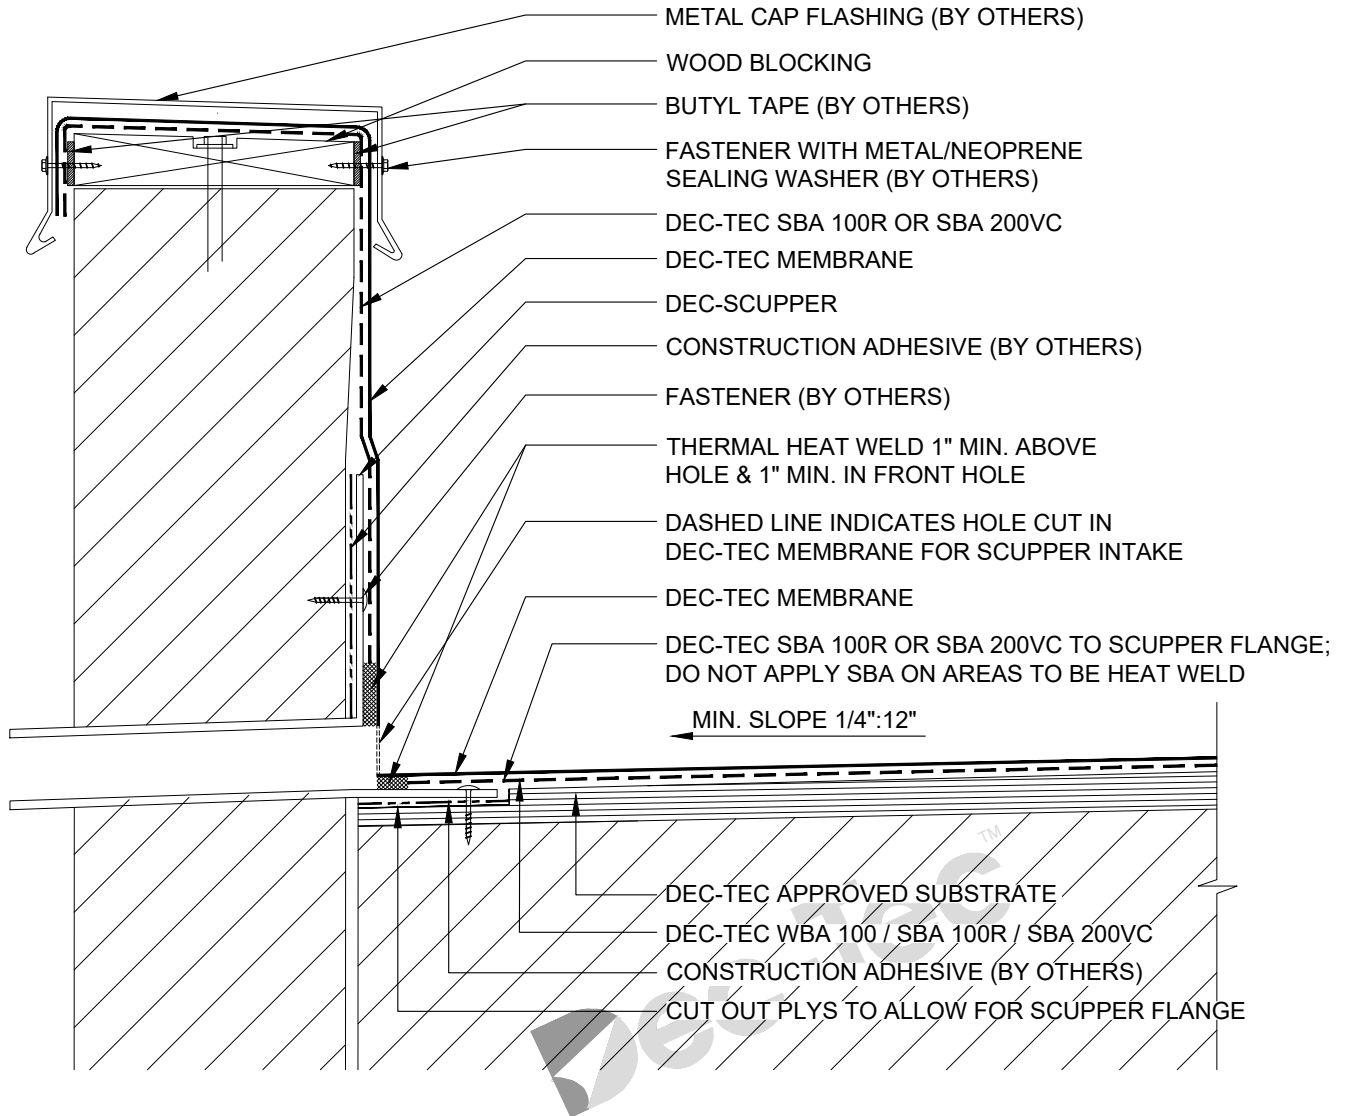 METAL CAP FLASHING (BY OTHERS)
WOOD BLOCKING
BUTYL TAPE (BY OTHERS)
FASTENER WITH METAL/NEOPRENE
SEALING WASHER (BY OTHERS)
DEC-TEC SBA 100R OR SBA 200VC
DEC-TEC MEMBRANE
DEC-SCUPPER
CONSTRUCTION ADHESIVE (BY OTHERS)
FASTENER (BY OTHERS)
THERMAL HEAT WELD 1" MIN. ABOVE
HOLE & 1" MIN. IN FRONT HOLE
DASHED LINE INDICATES HOLE CUT IN
DEC-TEC MEMBRANE FOR SCUPPER INTAKE
DEC-TEC MEMBRANE
DEC-TEC SBA 100R OR SBA 200VC TO SCUPPER FLANGE;
DO NOT APPLY SBA ON AREAS TO BE HEAT WELD
MIN. SLOPE 1/4":12"
DEC-TEC APPROVED SUBSTRATE
DEC-TEC WBA 100 / SBA 100R / SBA 200VC
CONSTRUCTION ADHESIVE (BY OTHERS)
CUT OUT PLYS TO ALLOW FOR SCUPPER FLANGE
Dec-Tec™